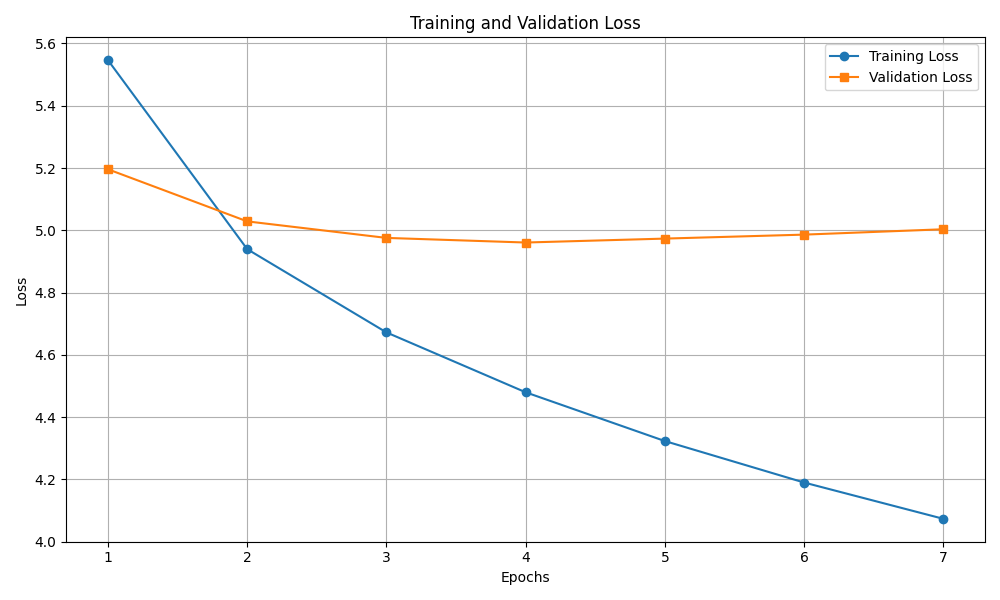 Training and Validation Loss
Training Loss
Validation Loss
5.6
5.4
5.2
5.0
4.8
4.6
4.4
4.2
4.0
Loss
1 2 3 4 5 6 7
Epochs